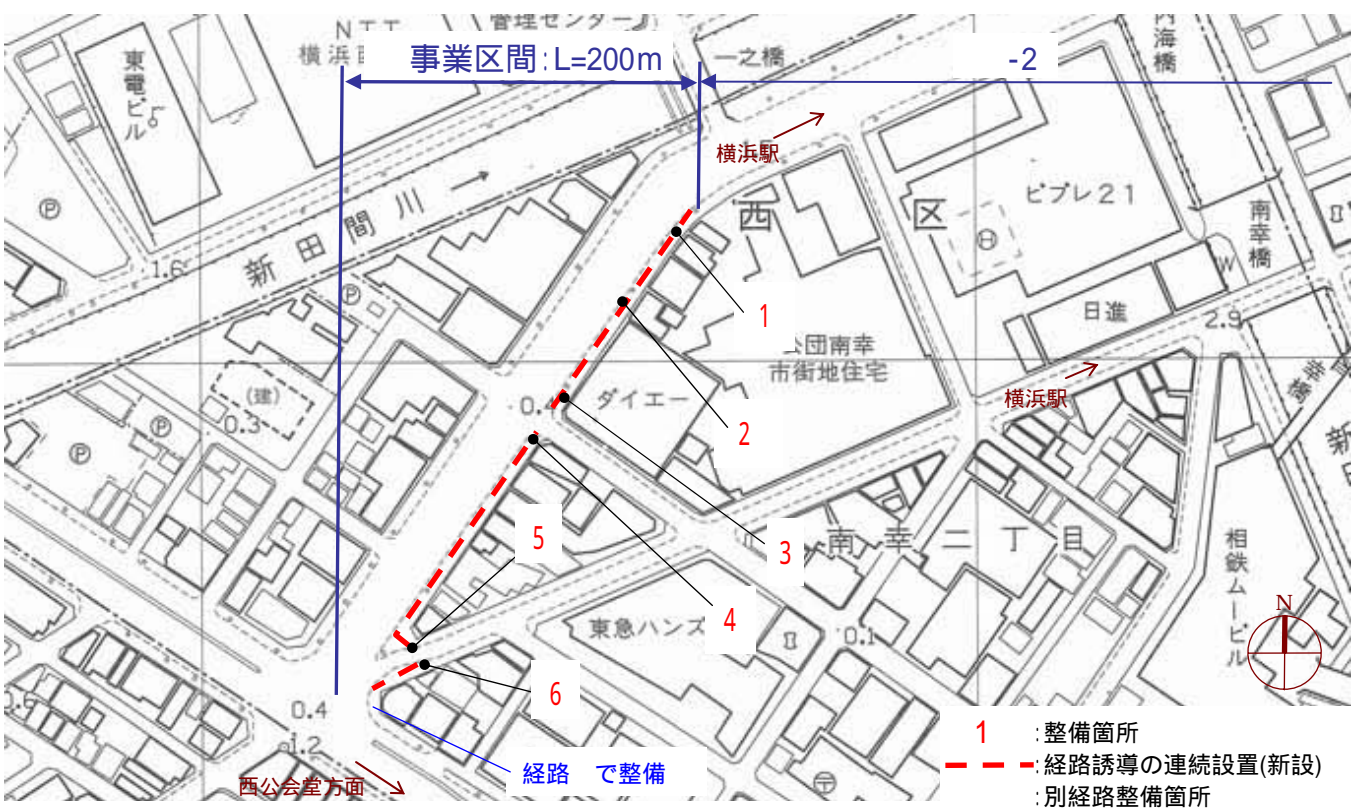 NTT
管理センター
横浜
事業区間:L=200m
一之橋
-2
内海橋
東電ビル
横浜駅
ビブレ21
西
区
H
南幸橋
W
P
新田間川
1.6
日進
2.9
1
公団南幸
市街地住宅
横浜駅
幸橋
P
(建)
0.3
P
P
0.4
ダイエー
2
新田
5
3
南幸二丁目
相鉄ムービル
N
東急ハンズ
4
0.1
6
0.4
1.2
経路 で整備
西公会堂方面
1 :整備箇所
:経路誘導の連続設置(新設)
:別経路整備箇所